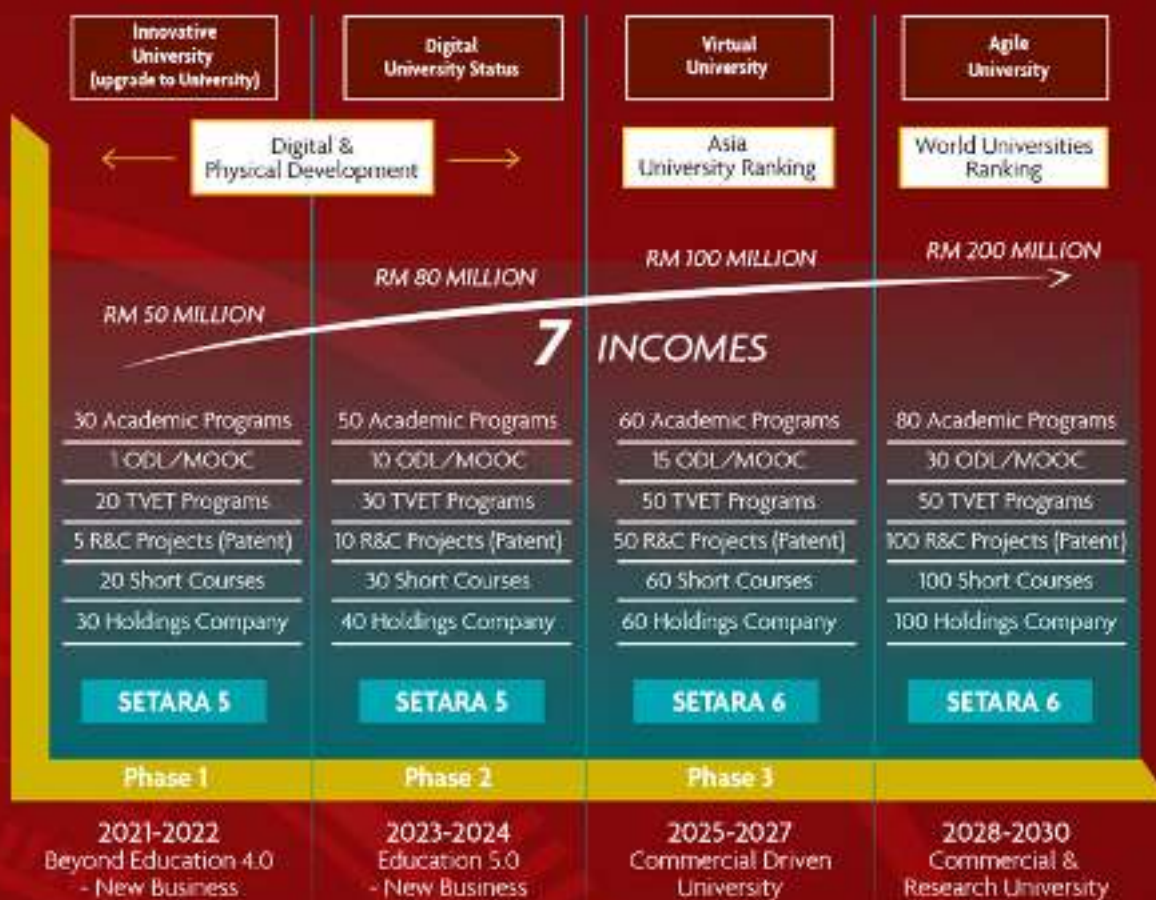 Innovative
University
(upgrade to University)
Digital
University Status
Virtual
University
Agile
University
Digital &
Physical Development
Asia
University Ranking
World Universities
Ranking
RM 50 MILLION
RM 80 MILLION
RM 100 MILLION
RM 200 MILLION
7 INCOMES
30 Academic Programs
50 Academic Programs
60 Academic Programs
80 Academic Programs
1 ODL/MOOC
10 ODL/MOOC
15 ODL/MOOC
30 ODL/MOOC
20 TVET Programs
30 TVET Programs
50 TVET Programs
50 TVET Programs
5 R&C Projects (Patent)
10 R&C Projects (Patent)
50 R&C Projects (Patent)
100 R&C Projects (Patent)
20 Short Courses
30 Short Courses
60 Short Courses
100 Short Courses
30 Holdings Company
40 Holdings Company
60 Holdings Company
100 Holdings Company
SETARA 5
SETARA 5
SETARA 6
SETARA 6
Phase 1
Phase 2
Phase 3
2021-2022
Beyond Education 4.0
- New Business
2023-2024
Education 5.0
- New Business
2025-2027
Commercial Driven
University
2028-2030
Commercial &
Research University